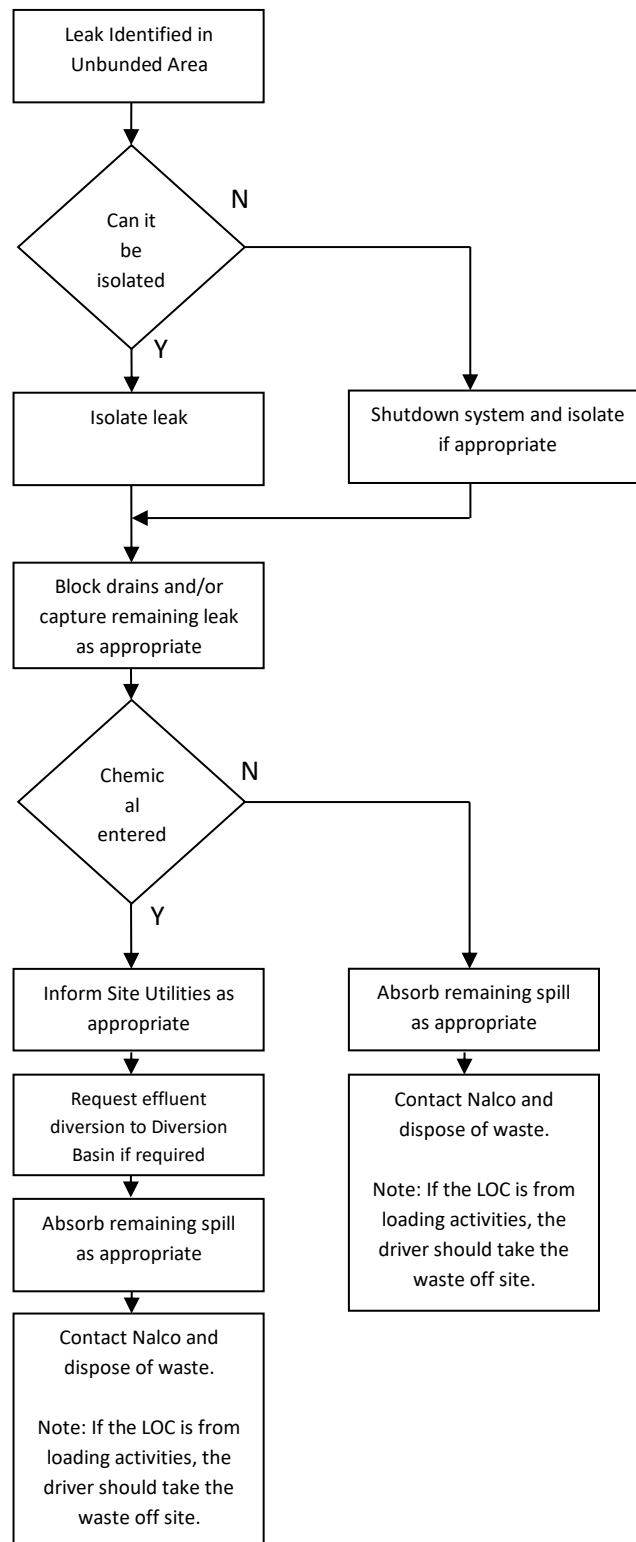 Leak Identified in
Unbunded Area
Can it
be
isolated
N
Y
Isolate leak
Shutdown system and isolate
if appropriate
Block drains and/or
capture remaining leak
as appropriate
Chemic
al
entered
N
Y
Inform Site Utilities as
appropriate
Absorb remaining spill
as appropriate
Request effluent
diversion to Diversion
Basin if required
Contact Nalco and
dispose of waste.
Note: If the LOC is from
loading activities, the
driver should take the
waste off site.
Absorb remaining spill
as appropriate
Contact Nalco and
dispose of waste.
Note: If the LOC is from
loading activities, the
driver should take the
waste off site.